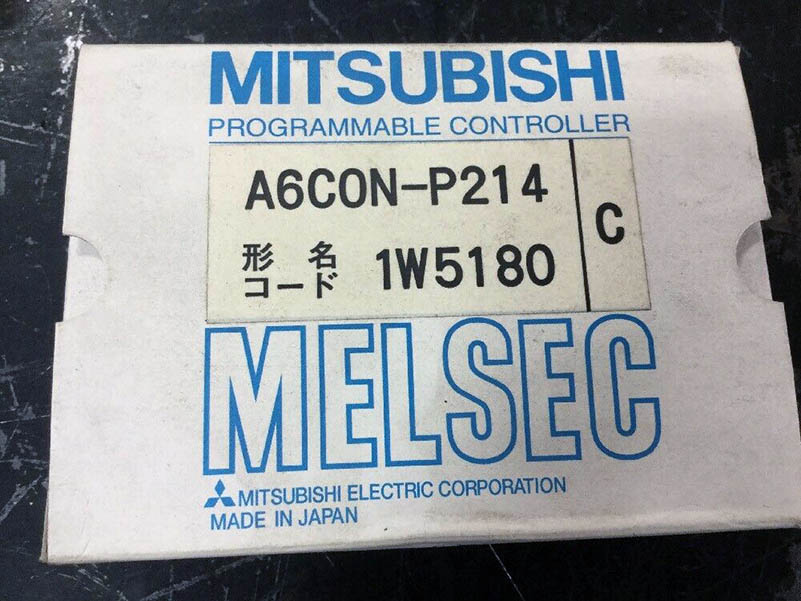 MITSUBISHI
PROGRAMMABLE CONTROLLER
A6CON-P214
C
形名
コード 1W5180
MELSEC
MITSUBISHI ELECTRIC CORPORATION
MADE IN JAPAN